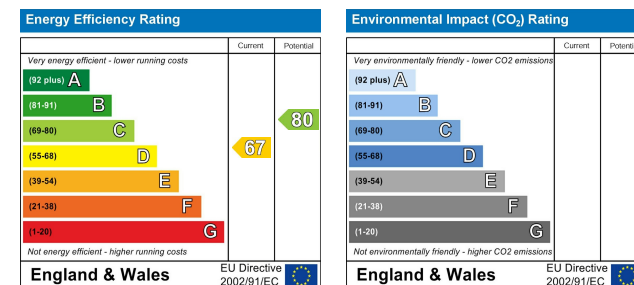 Energy Efficiency Rating
Current Potential
Very energy efficient - lower running costs
(92 plus) A
(81-91) B
(69-80) C
(55-68) D
(39-54) E
(21-38) F
(1-20) G
67
80
Not energy efficient - higher running costs
England & Wales
EU Directive
2002/91/EC
Environmental Impact (CO2) Rating
Current Potenti
Very environmentally friendly - lower CO2 emissions
(92 plus) A
(81-91) B
(69-80) C
(55-68) D
(39-54) E
(21-38) F
(1-20) G
Not environmentally friendly - higher CO2 emissions
England & Wales
EU Directive
2002/91/EC